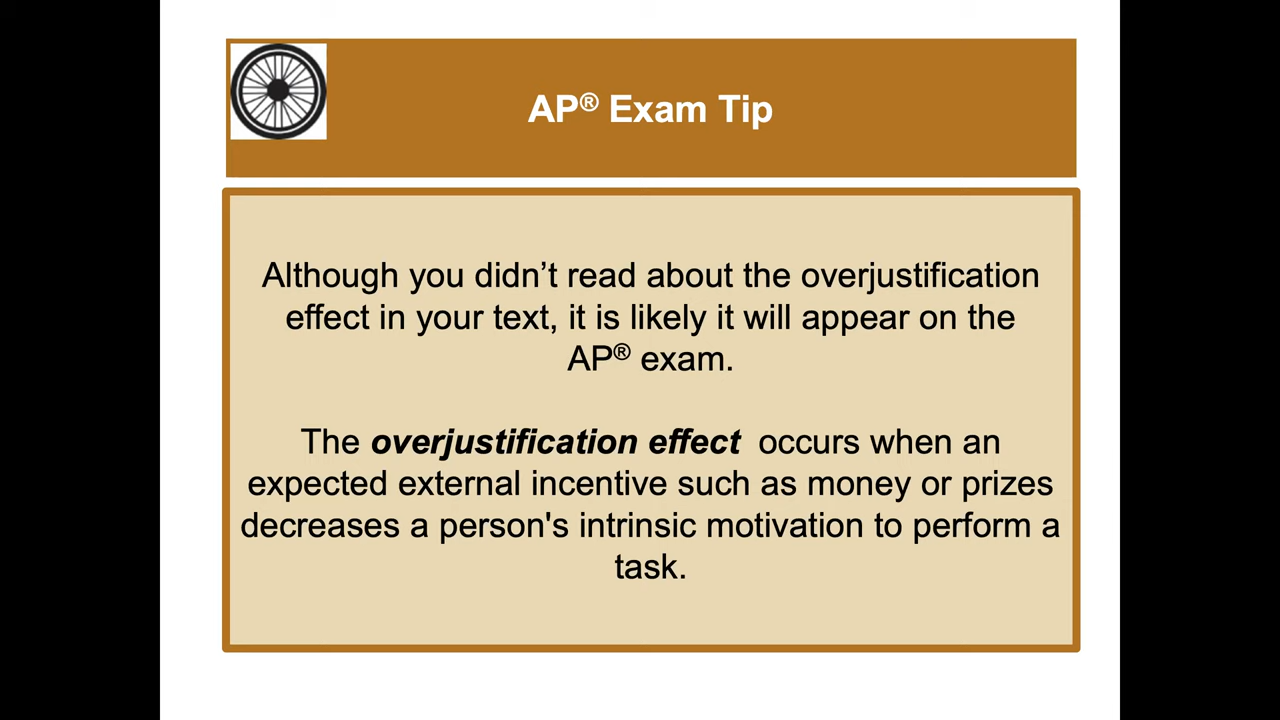 AP® Exam Tip
Although you didn’t read about the overjustification
effect in your text, it is likely it will appear on the
AP® exam.
The overjustification effect occurs when an
expected external incentive such as money or prizes
decreases a person's intrinsic motivation to perform a
task.